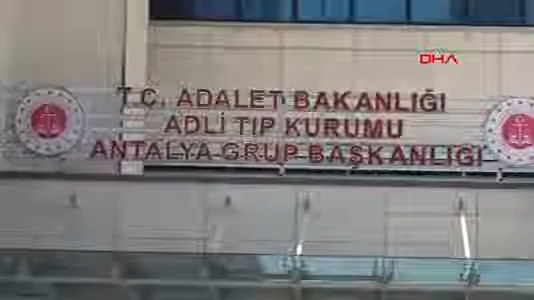 DHA
T.C. ADALET BAKANLIĞI
ADLİ TIP KURUMU
ANTALYA GRUP BAŞKANLIĞI